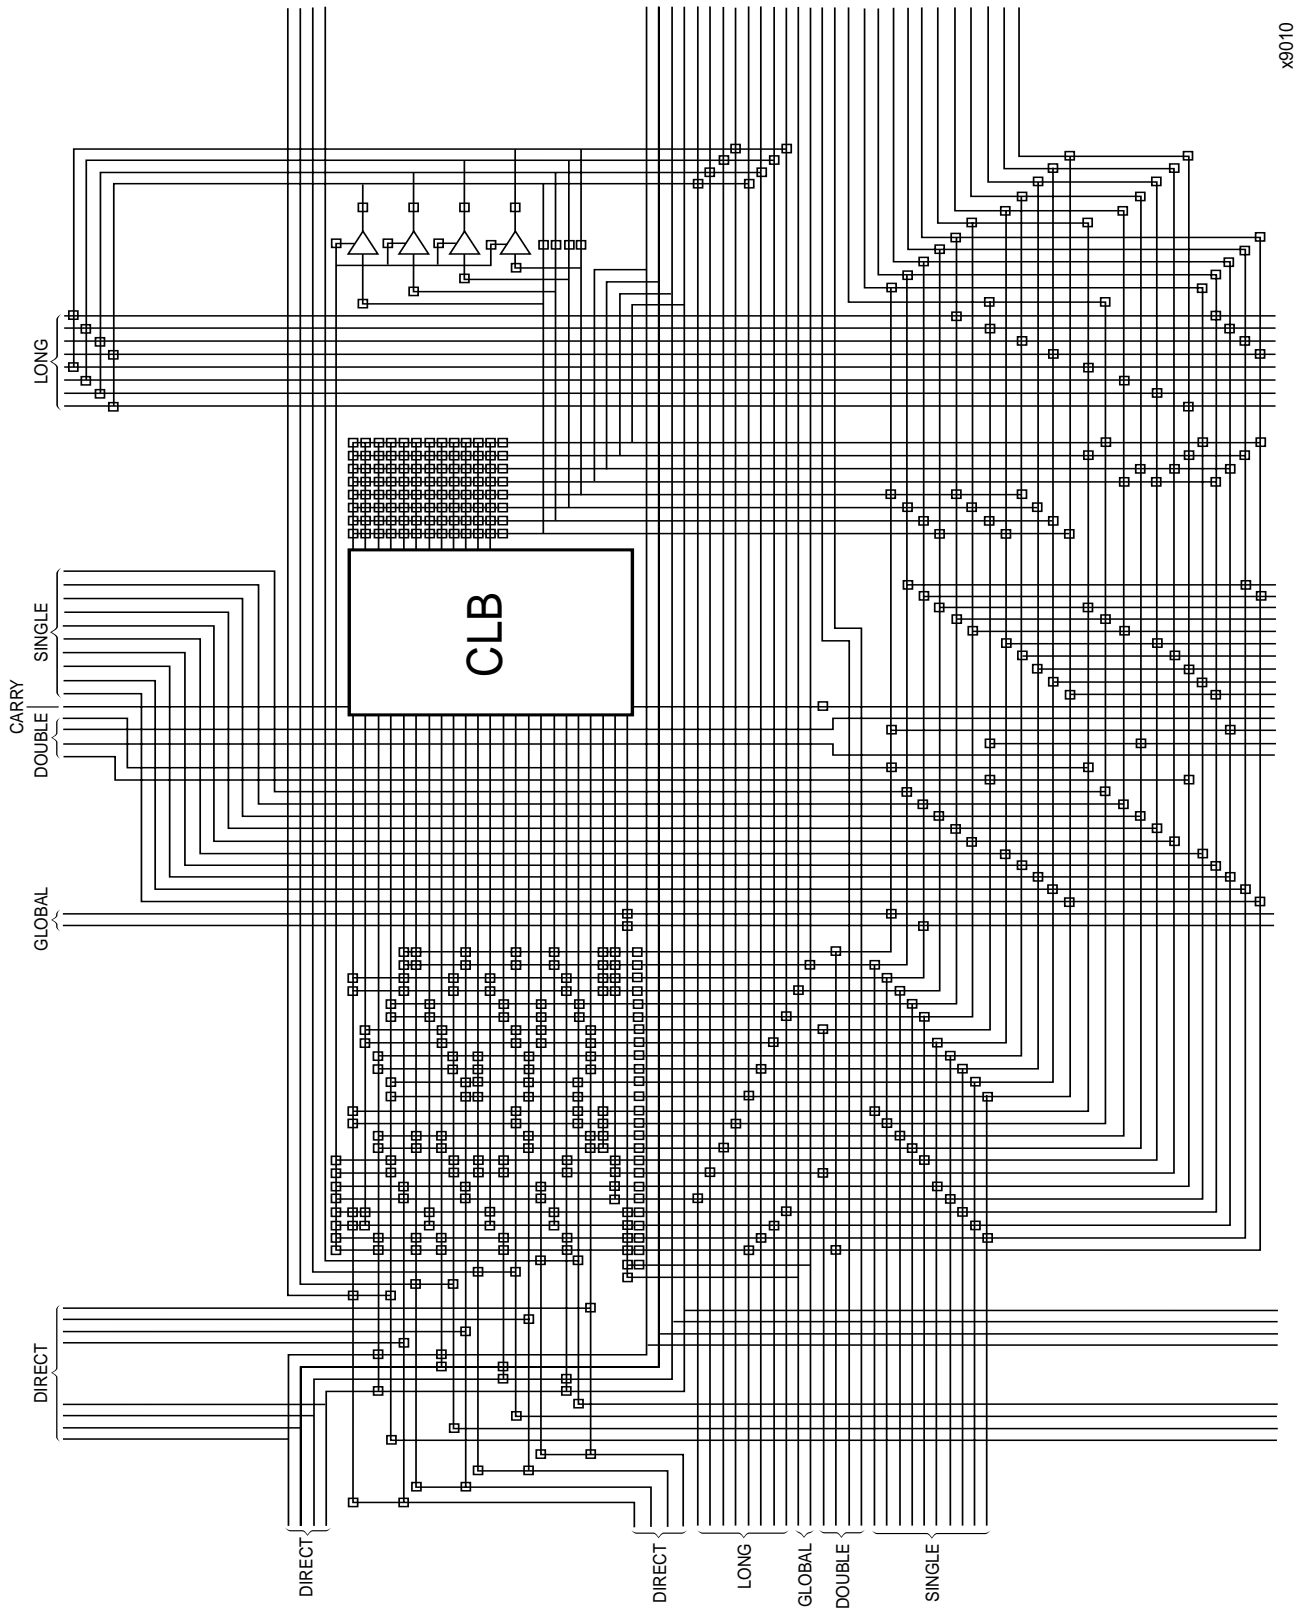 x9010
LONG
SINGLE
CARRY
DOUBLE
GLOBAL
DIRECT
CLB
DIRECT
DIRECT
LONG
GLOBAL
DOUBLE
SINGLE